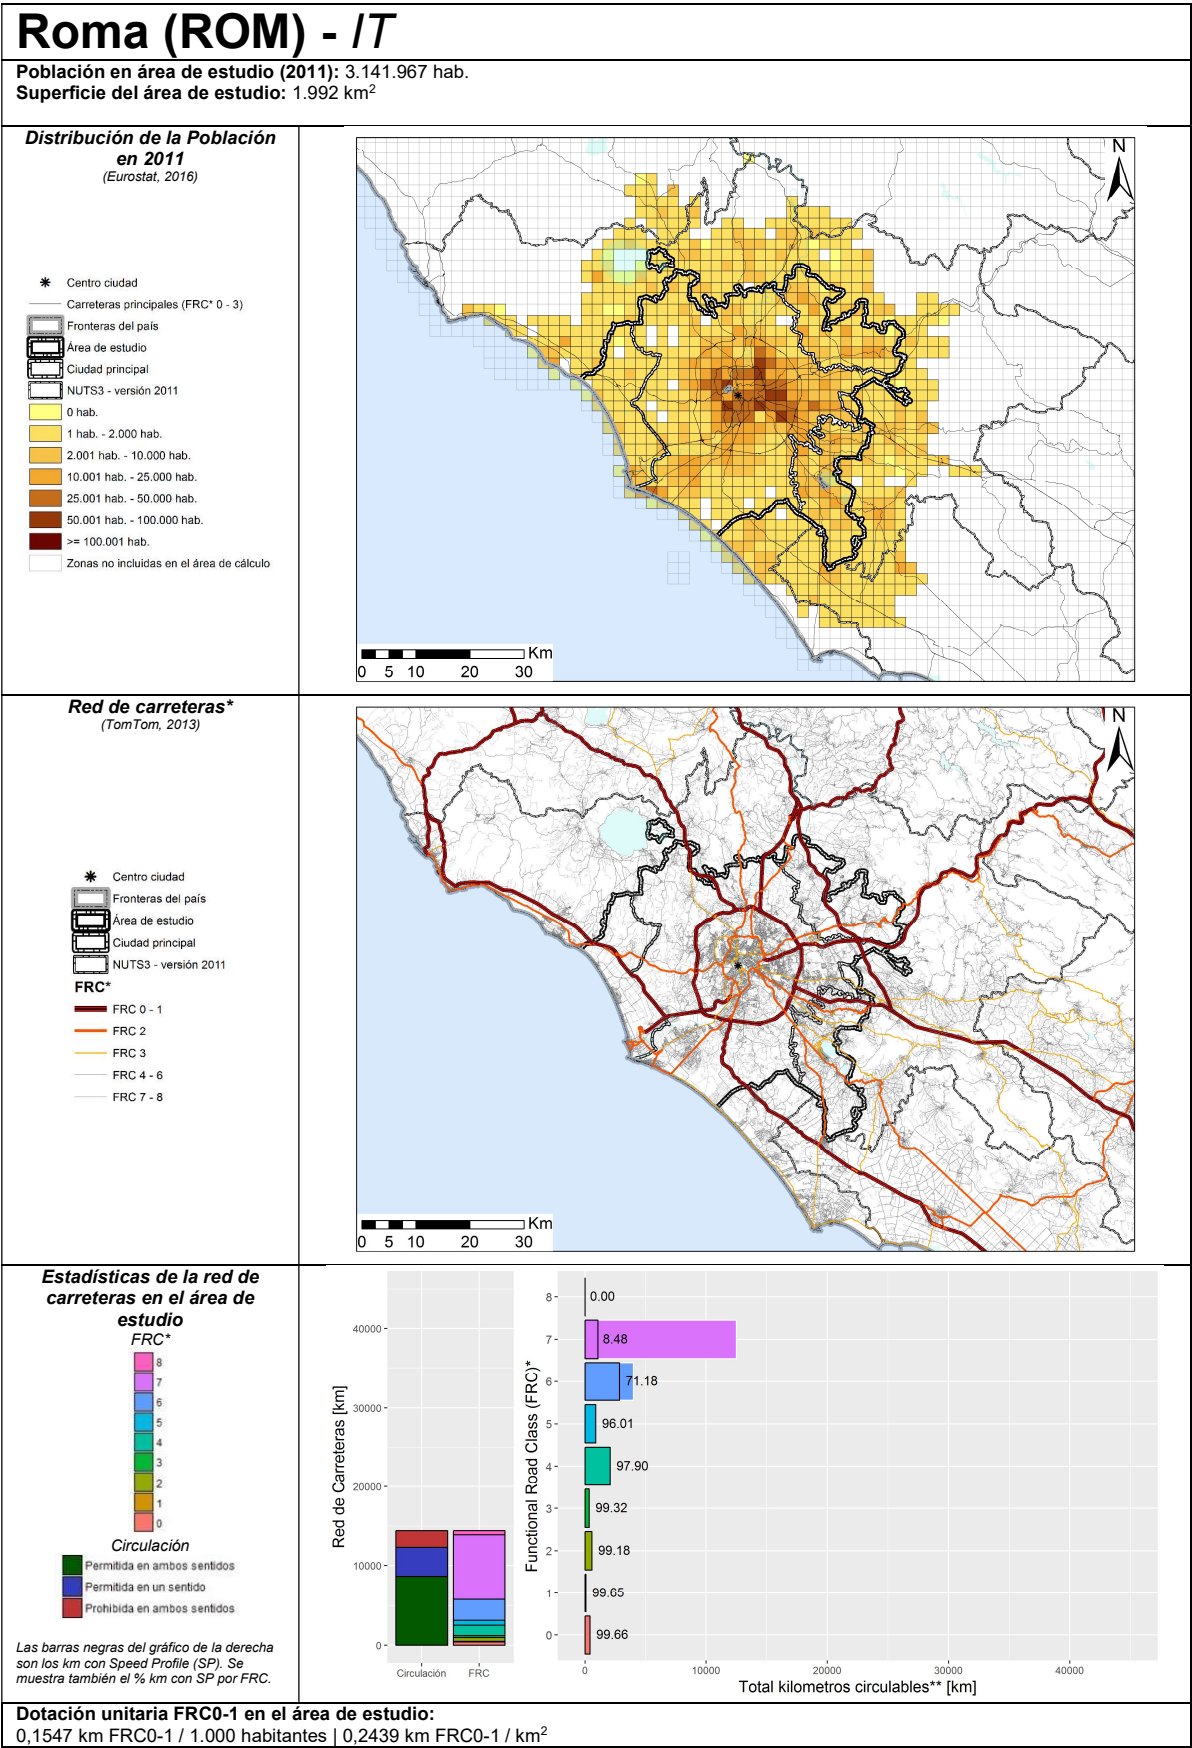 Roma (ROM) - IT
Población en área de estudio (2011): 3.141.967 hab.
Superficie del área de estudio: 1.992 km²
Distribución de la Población
en 2011
(Eurostat, 2016)
Centro ciudad
Carreteras principales (FRC* 0 - 3)
Fronteras del país
Área de estudio
Ciudad principal
NUTS3 - versión 2011
0 hab.
1 hab. - 2.000 hab.
2.001 hab. - 10.000 hab.
10.001 hab. - 25.000 hab.
25.001 hab. - 50.000 hab.
50.001 hab. - 100.000 hab.
>= 100.001 hab.
Zonas no incluidas en el área de cálculo
N
Km
0 5 10 20 30
Red de carreteras*
(TomTom, 2013)
Centro ciudad
Fronteras del país
Área de estudio
Ciudad principal
NUTS3 - versión 2011
FRC*
FRC 0 - 1
FRC 2
FRC 3
FRC 4 - 6
FRC 7 - 8
N
Km
0 5 10 20 30
Estadísticas de la red de
carreteras en el área de
estudio
FRC*
8
7
6
5
4
3
2
1
0
Circulación
Permitida en ambos sentidos
Permitida en un sentido
Prohibida en ambos sentidos
Las barras negras del gráfico de la derecha
son los km con Speed Profile (SP). Se
muestra también el % km con SP por FRC.
Red de Carreteras [km]
40000
30000
20000
10000
0
Circulación FRC
Functional Road Class (FRC)*
8 0.00
7 8.48
6 71.18
5 96.01
4 97.90
3 99.32
2 99.18
1 99.65
0 99.66
0 10000 20000 30000 40000
Total kilometros circulables** [km]
Dotación unitaria FRC0-1 en el área de estudio:
0,1547 km FRC0-1 / 1.000 habitantes | 0,2439 km FRC0-1 / km²